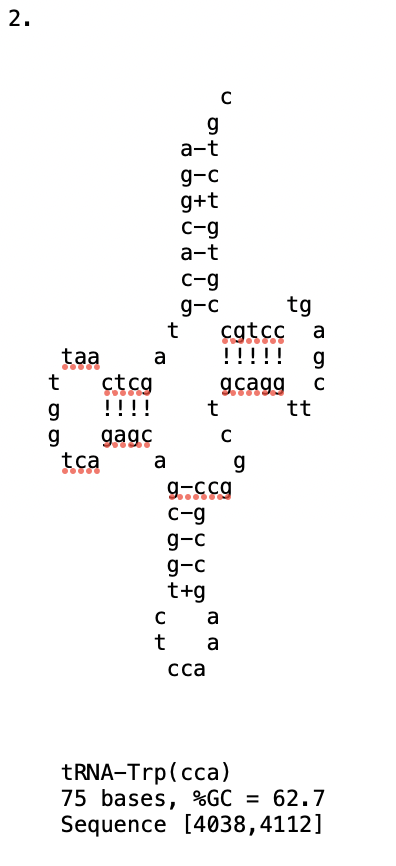 2.
c
g
a-t
g-c
g+t
c-g
a-t
c-g
g-c tg
t cgtcc a
taa a !!!!! g
t ctcg gcagg c
g !!!! t tt
g gagc c
tca a g
g-ccg
c-g
g-c
g-c
t+g
c a
t a
cca
tRNA-Trp(cca)
75 bases, %GC = 62.7
Sequence [4038,4112]